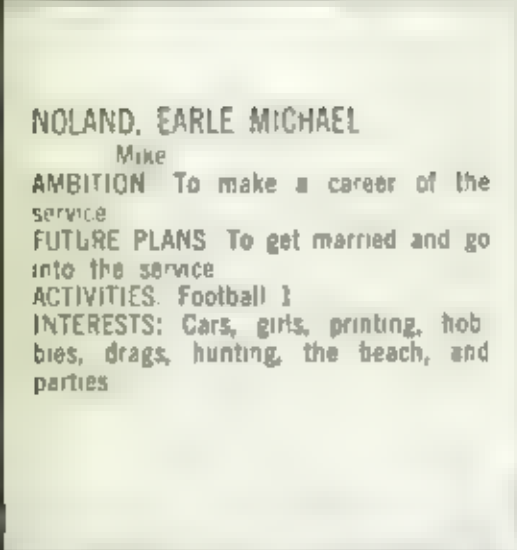 NOLAND, EARLE MICHAEL
Mike
AMBITION To make a career of the
service
FUTURE PLANS To get married and go
into the service
ACTIVITIES. Football 1
INTERESTS: Cars, girls, printing, hob
bies, drags, hunting, the beach, and
parties